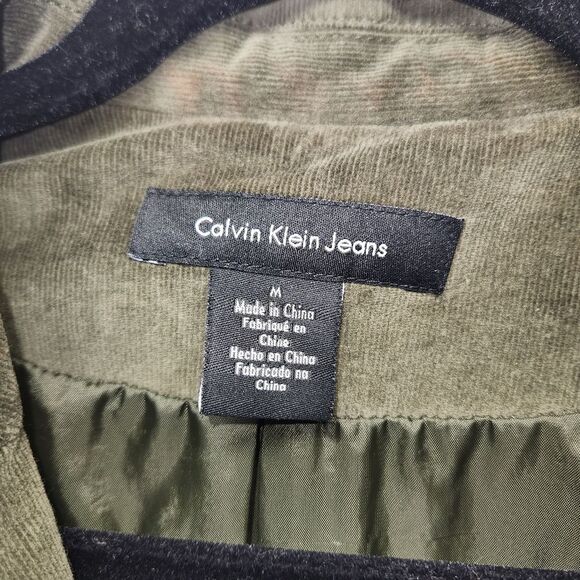 Calvin Klein Jeans
M
Made in China
Fabriqué en
Chine
Hecho en China
Fabricado na
China